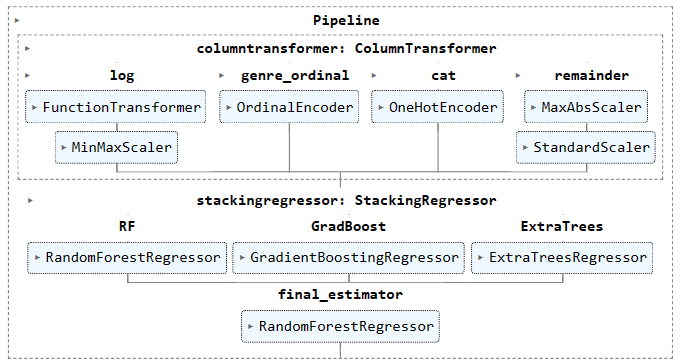 Pipeline
columntransformer: ColumnTransformer
log genre_ordinal cat remainder
FunctionTransformer OrdinalEncoder OneHotEncoder MaxAbsScaler
MinMaxScaler StandardScaler
stackingregressor: StackingRegressor
RF GradBoost ExtraTrees
RandomForestRegressor GradientBoostingRegressor ExtraTreesRegressor
final_estimator
RandomForestRegressor